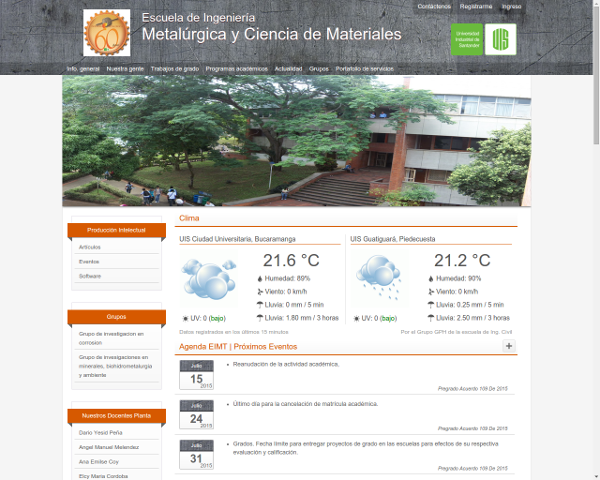 Contáctenos Registrarme Ingreso
Escuela de Ingeniería
Metalúrgica y Ciencia de Materiales
60
Universidad
Industrial de
Santander
UIS
Info. general Nuestra gente Trabajos de grado Programas académicos Actualidad Grupos Portafolio de servicios
Producción Intelectual
Artículos
Eventos
Software
Grupos
Grupo de investigacion en
corrosion
Grupo de investigaciones en
minerales, biohidrometalurgia
y ambiente
Nuestros Docentes Planta
Dario Yesid Peña
Angel Manuel Melendez
Ana Emilse Coy
Elcy María Cordoba
Clima
UIS Ciudad Universitaria, Bucaramanga
21.6 °C
Humedad: 89%
Viento: 0 km/h
Lluvia: 0 mm / 5 min
UV: 0 (bajo)
Lluvia: 1.80 mm / 3 horas
UIS Guatiguará, Piedecuesta
21.2 °C
Humedad: 90%
Viento: 0 km/h
Lluvia: 0.25 mm / 5 min
UV: 0 (bajo)
Lluvia: 2.50 mm / 3 horas
Datos registrados en los últimos 15 minutos
Por el Grupo GPH de la escuela de Ing. Civil
Agenda EIMT | Próximos Eventos
+
Julio
15
2015
Reanudación de la actividad académica.
Pregrado Acuerdo 109 De 2015
Julio
24
2015
Último día para la cancelación de matrícula académica.
Pregrado Acuerdo 109 De 2015
Julio
31
2015
Grados. Fecha límite para entregar proyectos de grado en las escuelas para efectos de su respectiva
evaluación y calificación.
Pregrado Acuerdo 109 De 2015